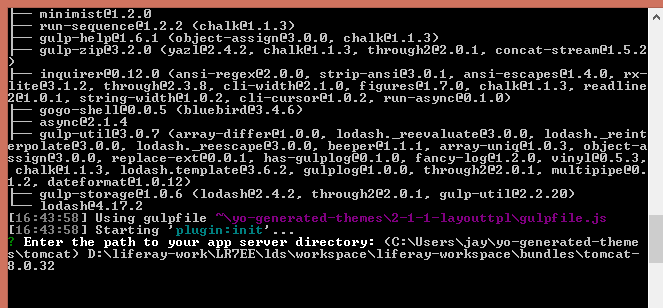 ├── minimist@1.2.0
├── run-sequence@1.2.2 (chalk@1.1.3)
├── gulp-help@1.6.1 (object-assign@3.0.0, chalk@1.1.3)
├── gulp-zip@3.2.0 (yazl@2.4.2, chalk@1.1.3, through2@2.0.1, concat-stream@1.5.2
)
├── inquirer@0.12.0 (ansi-regex@2.0.0, strip-ansi@3.0.1, ansi-escapes@1.4.0, rx-
lite@3.1.2, through@2.3.8, cli-width@2.1.0, figures@1.7.0, chalk@1.1.3, readline
2@1.0.1, string-width@1.0.2, cli-cursor@1.0.2, run-async@0.1.0)
├── gogo-shell@0.0.5 (bluebird@3.4.6)
├── async@2.1.4
├── gulp-util@3.0.7 (array-differ@1.0.0, lodash._reevaluate@3.0.0, lodash._reint
erpolate@3.0.0, lodash._reescape@3.0.0, beeper@1.1.1, array-uniq@1.0.3, object-a
ssign@3.0.0, replace-ext@0.0.1, has-gulplog@0.1.0, fancy-log@1.2.0, vinyl@0.5.3,
chalk@1.1.3, lodash.template@3.6.2, gulplog@1.0.0, through2@2.0.1, multipipe@0.
1.2, dateformat@1.0.12)
├── gulp-storage@1.0.6 (lodash@2.4.2, through2@2.0.1, gulp-util@2.2.20)
└── lodash@4.17.2
[16:43:58] Using gulpfile ~\yo-generated-themes\2-1-1-layouttpl\gulpfile.js
[16:43:58] Starting 'plugin:init'...
? Enter the path to your app server directory: (C:\Users\jay\yo-generated-theme
s\tomcat) D:\liferay-work\LR7EE\lds\workspace\liferay-workspace\bundles\tomcat-
8.0.32